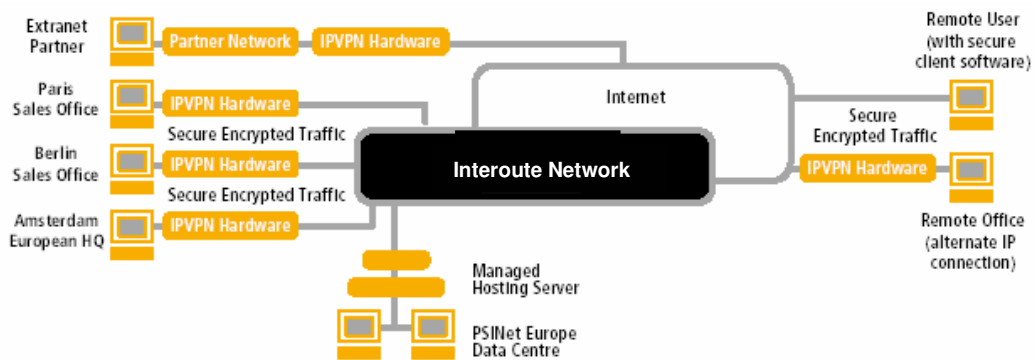 Extranet
Partner
Partner Network
IPVPN Hardware
Remote User
(with secure
client software)
Paris
Sales Office
IPVPN Hardware
Internet
Secure Encrypted Traffic
Secure
Encrypted Traffic
Berlin
Sales Office
IPVPN Hardware
Interoute Network
IPVPN Hardware
Secure Encrypted Traffic
Amsterdam
European HQ
IPVPN Hardware
Remote Office
(alternate IP
connection)
Managed
Hosting Server
PSINet Europe
Data Centre